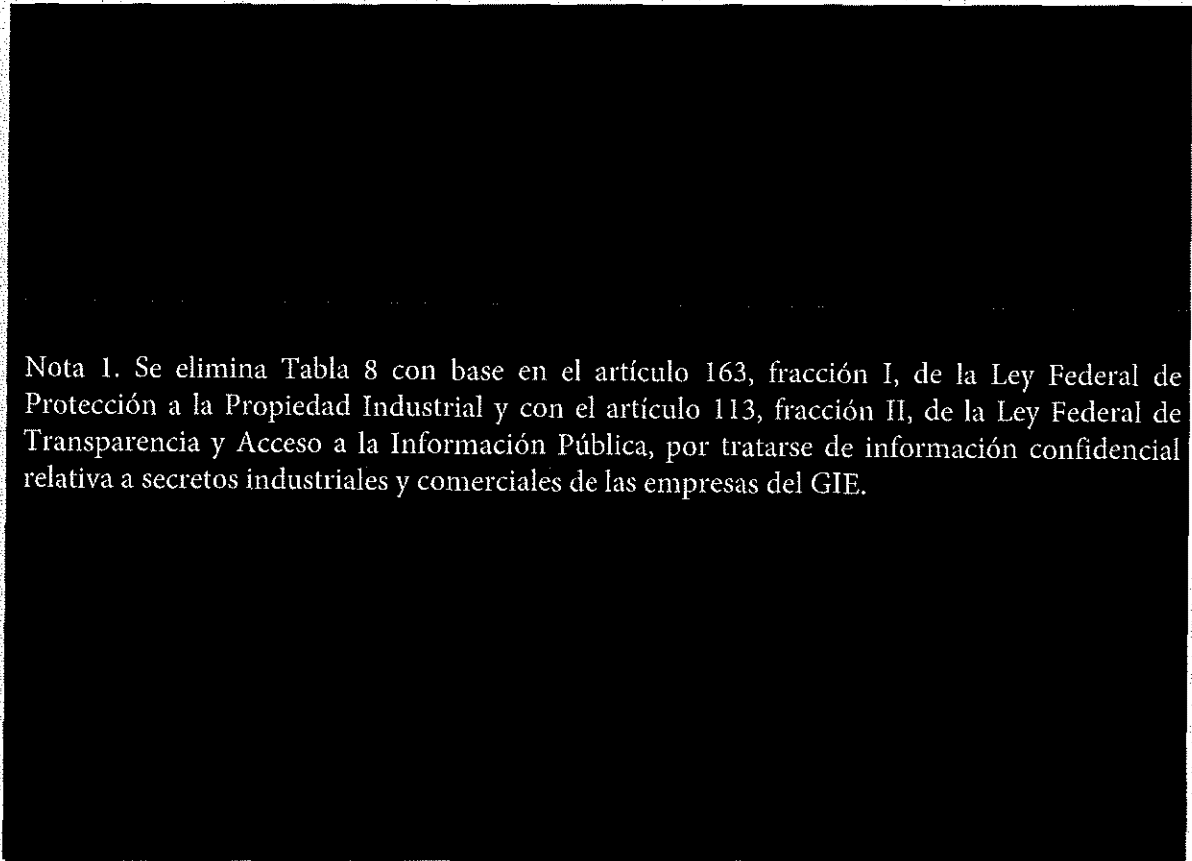 Nota 1. Se elimina Tabla 8 con base en el artículo 163, fracción I, de la Ley Federal de
Protección a la Propiedad Industrial y con el artículo 113, fracción II, de la Ley Federal de
Transparencia y Acceso a la Información Pública, por tratarse de información confidencial
relativa a secretos industriales y comerciales de las empresas del GIE.